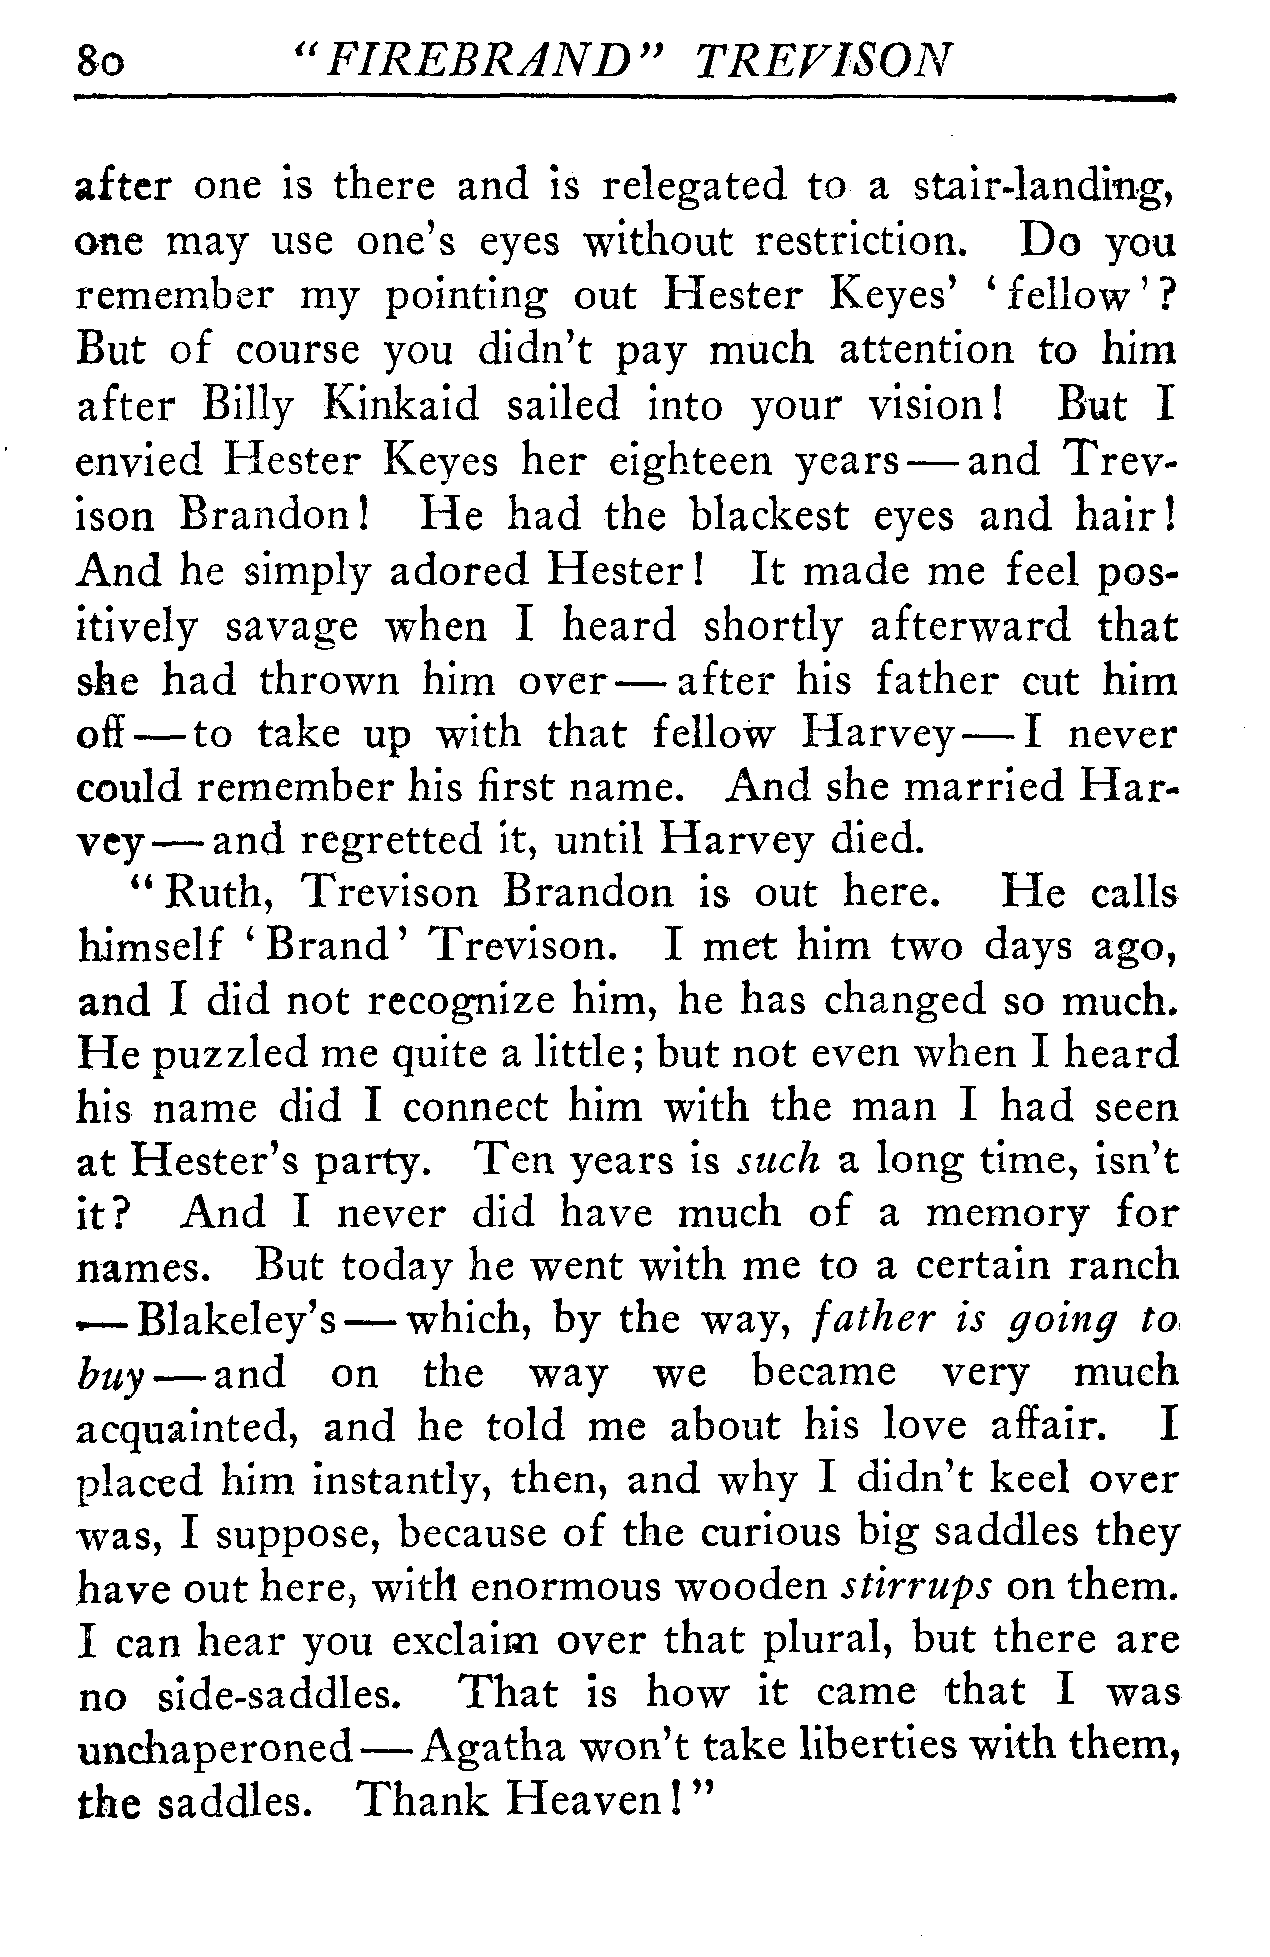 80 "FIREBRAND" TREVISON
after one is there and is relegated to a stair-landing,
one may use one's eyes without restriction. Do you
remember my pointing out Hester Keyes' 'fellow'?
But of course you didn't pay much attention to him
after Billy Kinkaid sailed into your vision! But I
envied Hester Keyes her eighteen years—and Trev-
ison Brandon! He had the blackest eyes and hair!
And he simply adored Hester! It made me feel pos-
itively savage when I heard shortly afterward that
she had thrown him over—after his father cut him
off—to take up with that fellow Harvey—I never
could remember his first name. And she married Har-
vey—and regretted it, until Harvey died.
"Ruth, Trevison Brandon is out here. He calls
himself 'Brand' Trevison. I met him two days ago,
and I did not recognize him, he has changed so much.
He puzzled me quite a little; but not even when I heard
his name did I connect him with the man I had seen
at Hester's party. Ten years is such a long time, isn't
it? And I never did have much of a memory for
names. But today he went with me to a certain ranch
—Blakeley's—which, by the way, father is going to
buy—and on the way we became very much
acquainted, and he told me about his love affair. I
placed him instantly, then, and why I didn't keel over
was, I suppose, because of the curious big saddles they
have out here, with enormous wooden stirrups on them.
I can hear you exclaim over that plural, but there are
no side-saddles. That is how it came that I was
unchaperoned—Agatha won't take liberties with them,
the saddles. Thank Heaven!"